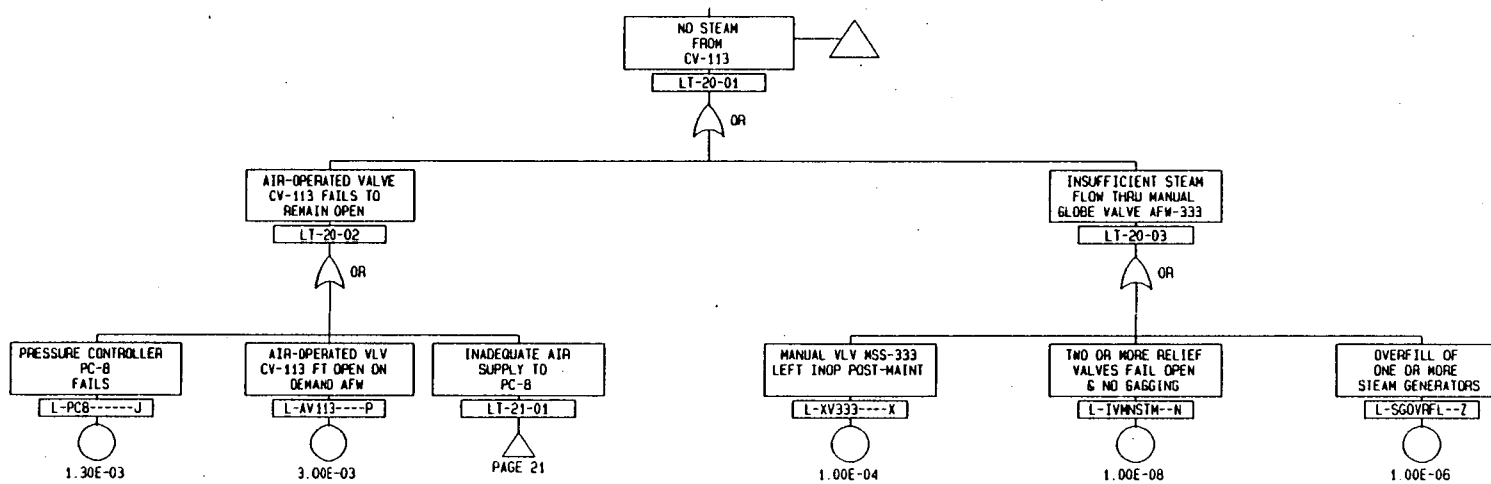 NO STEAM
FROM
CV-113
LT-20-01
OR
AIR-OPERATED VALVE
CV-113 FAILS TO
REMAIN OPEN
LT-20-02
OR
INSUFFICIENT STEAM
FLOW THRU MANUAL
GLOBE VALVE AFW-333
LT-20-03
OR
PRESSURE CONTROLLER
PC-8
FAILS
L-PC8------J
1.30E-03
AIR-OPERATED VLV
CV-113 FT OPEN ON
DEMAND AFW
L-AV113----P
3.00E-03
INADEQUATE AIR
SUPPLY TO
PC-8
LT-21-01
PAGE 21
MANUAL VLV MSS-333
LEFT INOP POST-MAINT
L-XV333----X
1.00E-04
TWO OR MORE RELIEF
VALVES FAIL OPEN
& NO GAGGING
L-IVMNSTM--N
1.00E-08
OVERFILL OF
ONE OR MORE
STEAM GENERATORS
L-SGOVRFL--Z
1.00E-06